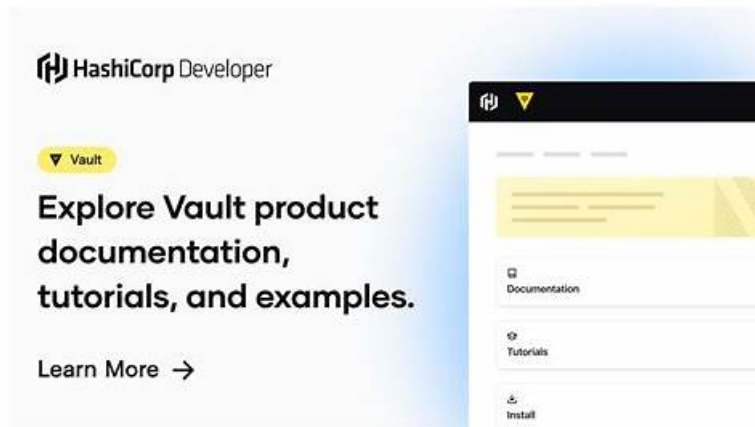 HashiCorp Developer
Vault
Explore Vault product
documentation,
tutorials, and examples.
Learn More →
Documentation
Tutorials
Install